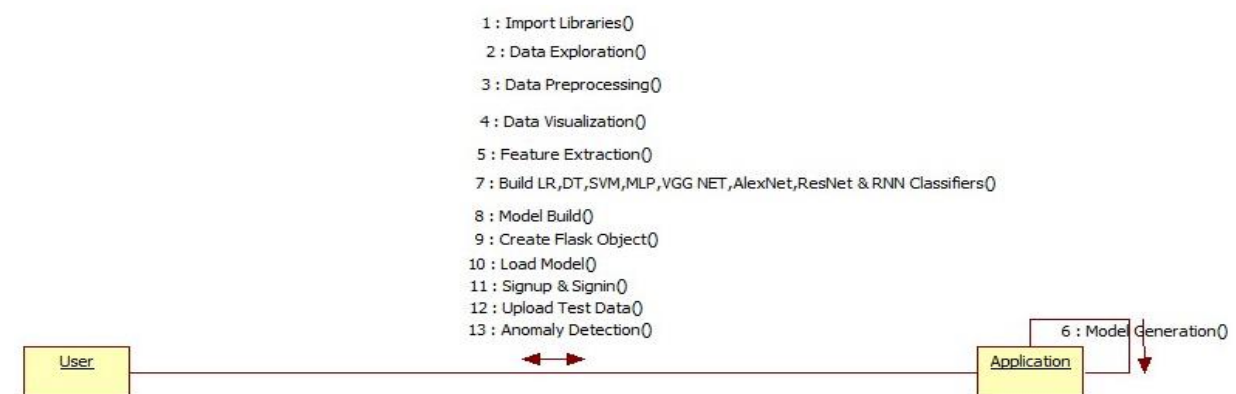 1 : Import Libraries()
2 : Data Exploration()
3 : Data Preprocessing()
4 : Data Visualization()
5 : Feature Extraction()
7 : Build LR,DT,SVM,MLP,VGG NET,AlexNet,ResNet & RNN Classifiers()
8 : Model Build()
9 : Create Flask Object()
10 : Load Model()
11 : Signup & Signin()
12 : Upload Test Data()
13 : Anomaly Detection()
6 : Model Generation()
User
Application